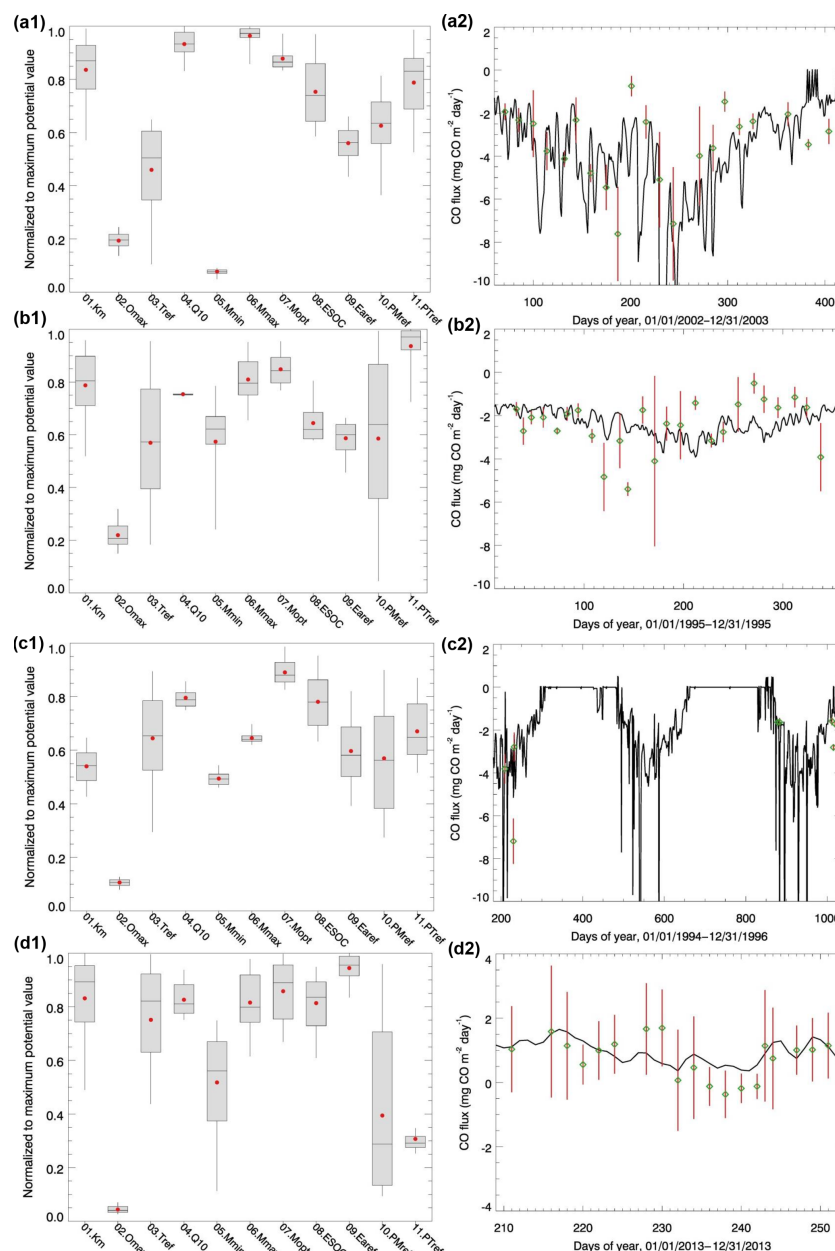 (a1) (a2)
Normalized to maximum potential value
1.0
0.8
0.6
0.4
0.2
0.0
01.Km 02.Omax 03.Tref 04.Q10 05.Mmin 06.Mmax 07.Mopt 08.ESOC 09.Earef 10.PMref 11.PTref
CO flux (mg CO m⁻² day⁻¹)
2
0
-2
-4
-6
-8
-10
100 200 300 400
Days of year, 01/01/2002–12/31/2003
(b1) (b2)
Normalized to maximum potential value
1.0
0.8
0.6
0.4
0.2
0.0
01.Km 02.Omax 03.Tref 04.Q10 05.Mmin 06.Mmax 07.Mopt 08.ESOC 09.Earef 10.PMref 11.PTref
CO flux (mg CO m⁻² day⁻¹)
2
0
-2
-4
-6
-8
-10
100 200 300
Days of year, 01/01/1995–12/31/1995
(c1) (c2)
Normalized to maximum potential value
1.0
0.8
0.6
0.4
0.2
0.0
01.Km 02.Omax 03.Tref 04.Q10 05.Mmin 06.Mmax 07.Mopt 08.ESOC 09.Earef 10.PMref 11.PTref
CO flux (mg CO m⁻² day⁻¹)
2
0
-2
-4
-6
-8
-10
200 400 600 800 1000
Days of year, 01/01/1994–12/31/1996
(d1) (d2)
Normalized to maximum potential value
1.0
0.8
0.6
0.4
0.2
0.0
01.Km 02.Omax 03.Tref 04.Q10 05.Mmin 06.Mmax 07.Mopt 08.ESOC 09.Earef 11.PTref
CO flux (mg CO m⁻² day⁻¹)
4
2
0
-2
-4
210 220 230 240 250
Days of year, 01/01/2013–12/31/2013